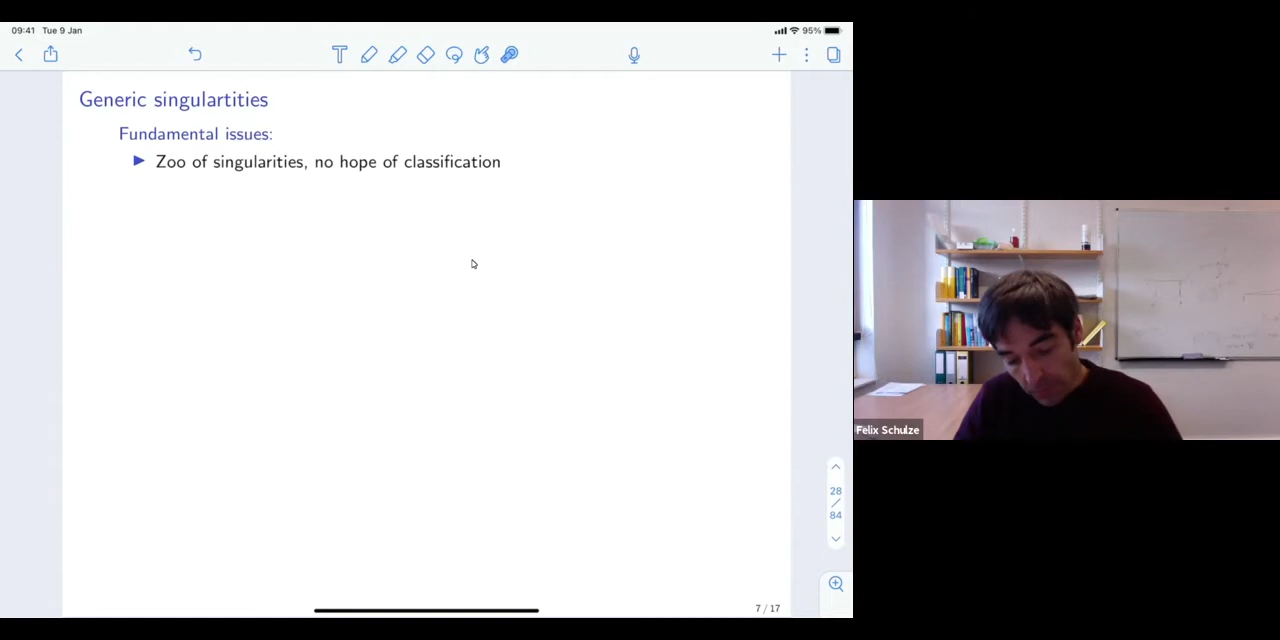 09:41 Tue 9 Jan
95%
Generic singultartities
Fundamental issues:
Zoo of singularities, no hope of classification
Felix Schulze
28
84
7 / 17